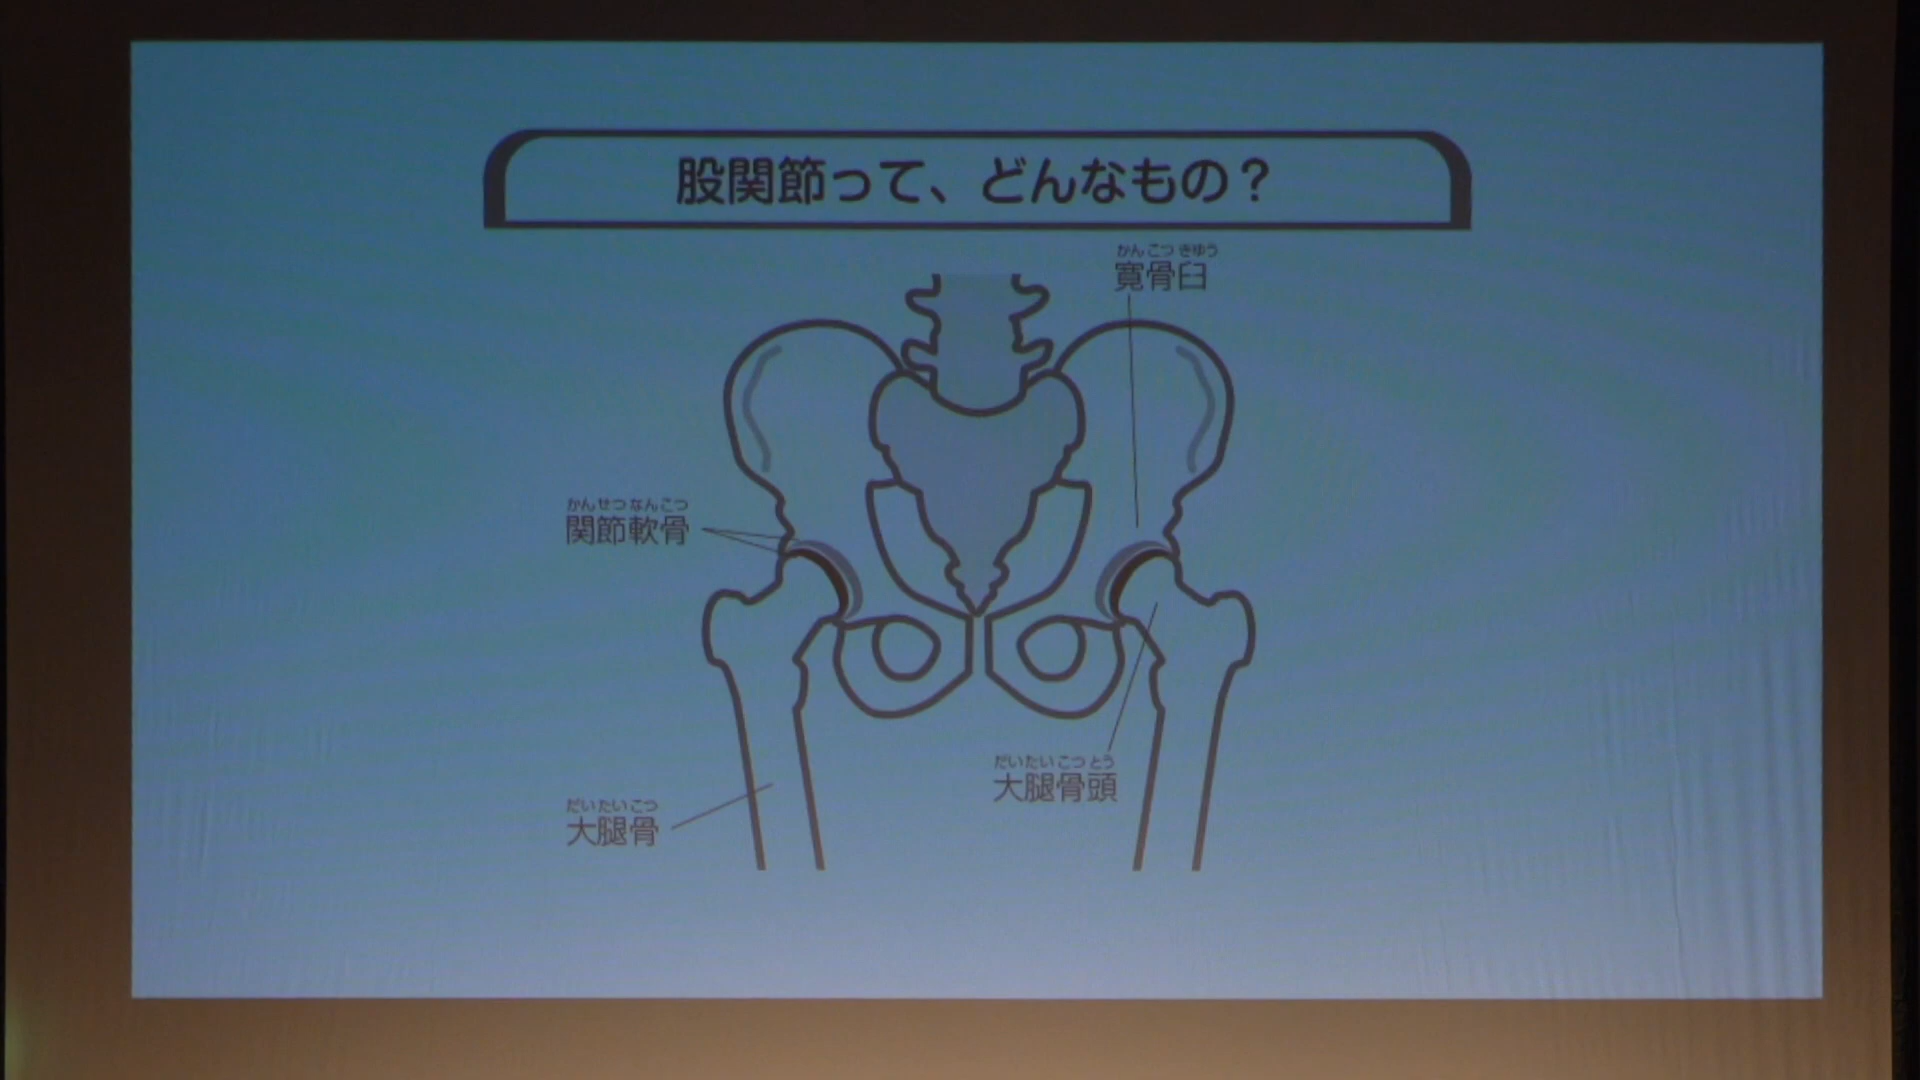 股関節って、どんなもの？
かんこつきゆう
寛骨臼
かんせつなんこつ
関節軟骨
だいたいこつとう
大腿骨頭
だいたいこつ
大腿骨